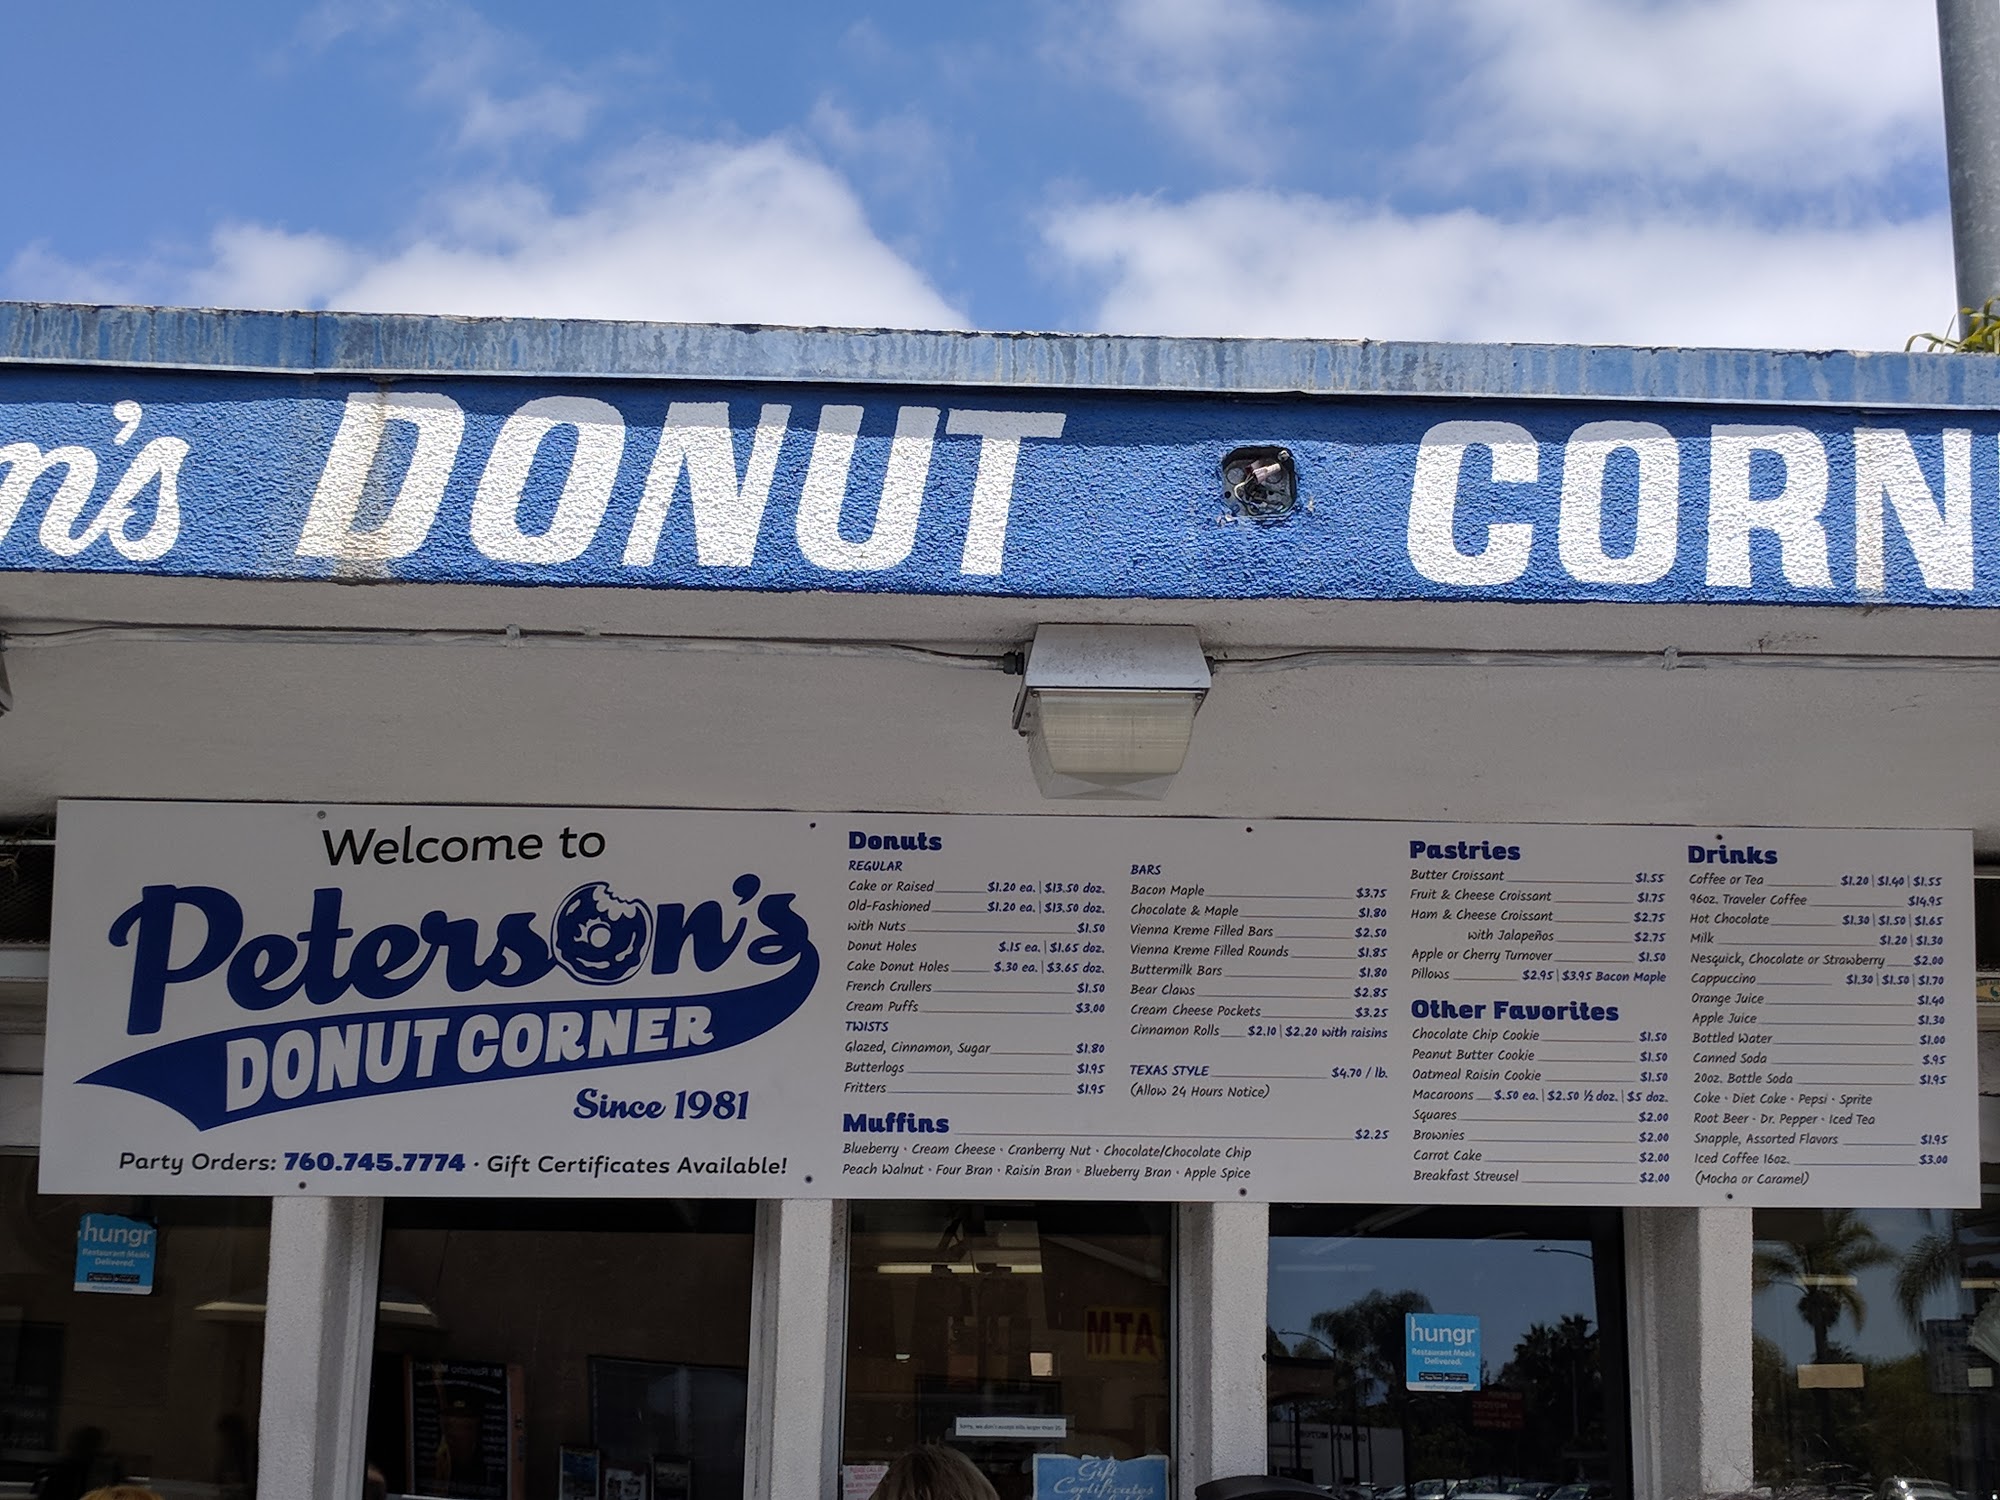 n's DONUT CORN
Welcome to
Peterson's
DONUT CORNER
Since 1981
Party Orders: 760.745.7774 · Gift Certificates Available!
Donuts
REGULAR
Cake or Raised $1.20 ea. | $13.50 doz.
Old-Fashioned $1.20 ea. | $13.50 doz.
with Nuts $1.50
Donut Holes $.15 ea. | $1.65 doz.
Cake Donut Holes $.30 ea. | $3.65 doz.
French Crullers $1.50
Cream Puffs $3.00
TWISTS
Glazed, Cinnamon, Sugar $1.80
Butterlogs $1.95
Fritters $1.95
BARS
Bacon Maple $3.75
Chocolate & Maple $1.80
Vienna Kreme Filled Bars $2.50
Vienna Kreme Filled Rounds $1.85
Buttermilk Bars $1.80
Bear Claws $2.85
Cream Cheese Pockets $3.25
Cinnamon Rolls $2.10 | $2.20 with raisins
TEXAS STYLE $4.70 / lb.
(Allow 24 Hours Notice)
Muffins $2.25
Blueberry · Cream Cheese · Cranberry Nut · Chocolate/Chocolate Chip
Peach Walnut · Four Bran · Raisin Bran · Blueberry Bran · Apple Spice
Pastries
Butter Croissant $1.55
Fruit & Cheese Croissant $1.75
Ham & Cheese Croissant $2.75
with Jalapeños $2.75
Apple or Cherry Turnover $1.50
Pillows $2.95 | $3.95 Bacon Maple
Other Favorites
Chocolate Chip Cookie $1.50
Peanut Butter Cookie $1.50
Oatmeal Raisin Cookie $1.50
Macaroons $.50 ea. | $2.50 ½ doz. | $5 doz.
Squares $2.00
Brownies $2.00
Carrot Cake $2.00
Breakfast Streusel $2.00
Drinks
Coffee or Tea $1.20 | $1.40 | $1.55
96oz. Traveler Coffee $14.95
Hot Chocolate $1.30 | $1.50 | $1.65
Milk $1.20 | $1.30
Nesquick, Chocolate or Strawberry $2.00
Cappuccino $1.30 | $1.50 | $1.70
Orange Juice $1.40
Apple Juice $1.30
Bottled Water $1.00
Canned Soda $.95
20oz. Bottle Soda $1.95
Coke · Diet Coke · Pepsi · Sprite
Root Beer · Dr. Pepper · Iced Tea
Snapple, Assorted Flavors $1.95
Iced Coffee 16oz. $3.00
(Mocha or Caramel)
hungr
Restaurant Meals
Delivered.
ATM
hungr
Restaurant Meals
Delivered.
Gift
Certificates